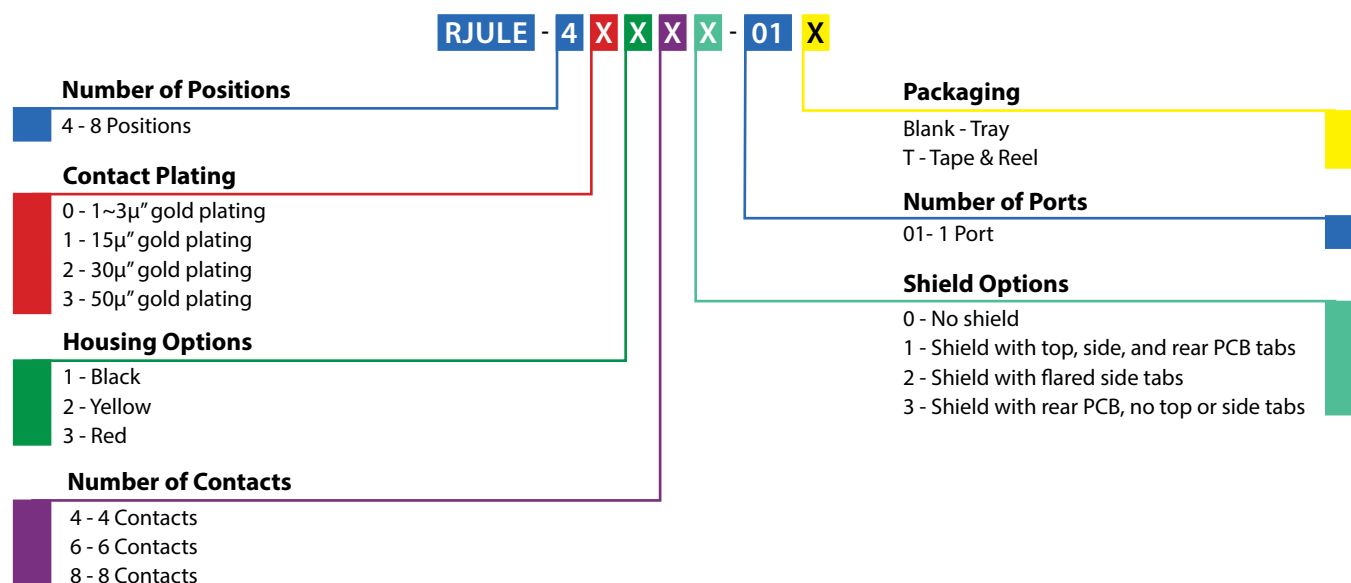 RJULE - 4 X X X X - 01 X
Number of Positions
4 - 8 Positions
Contact Plating
0 - 1~3µ” gold plating
1 - 15µ” gold plating
2 - 30µ” gold plating
3 - 50µ” gold plating
Housing Options
1 - Black
2 - Yellow
3 - Red
Number of Contacts
4 - 4 Contacts
6 - 6 Contacts
8 - 8 Contacts
Packaging
Blank - Tray
T - Tape & Reel
Number of Ports
01- 1 Port
Shield Options
0 - No shield
1 - Shield with top, side, and rear PCB tabs
2 - Shield with flared side tabs
3 - Shield with rear PCB, no top or side tabs